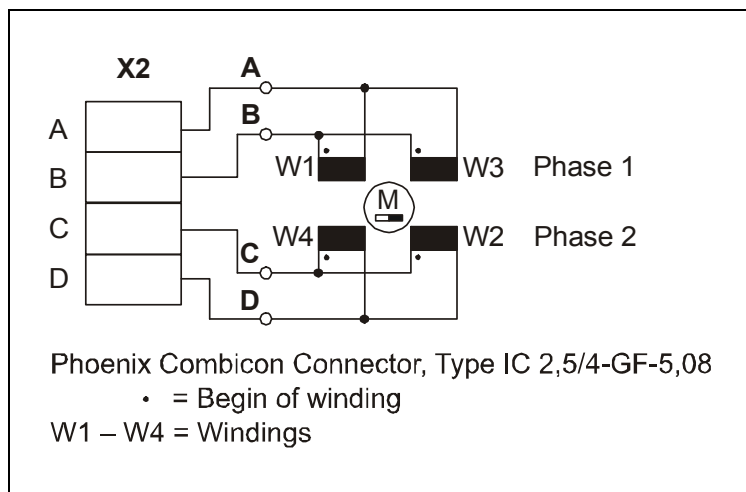 X2
A
B
C
D
A
B
C
D
W1
W3
Phase 1
M
W4
W2
Phase 2
Phoenix Combicon Connector, Type IC 2,5/4-GF-5,08
· = Begin of winding
W1 – W4 = Windings